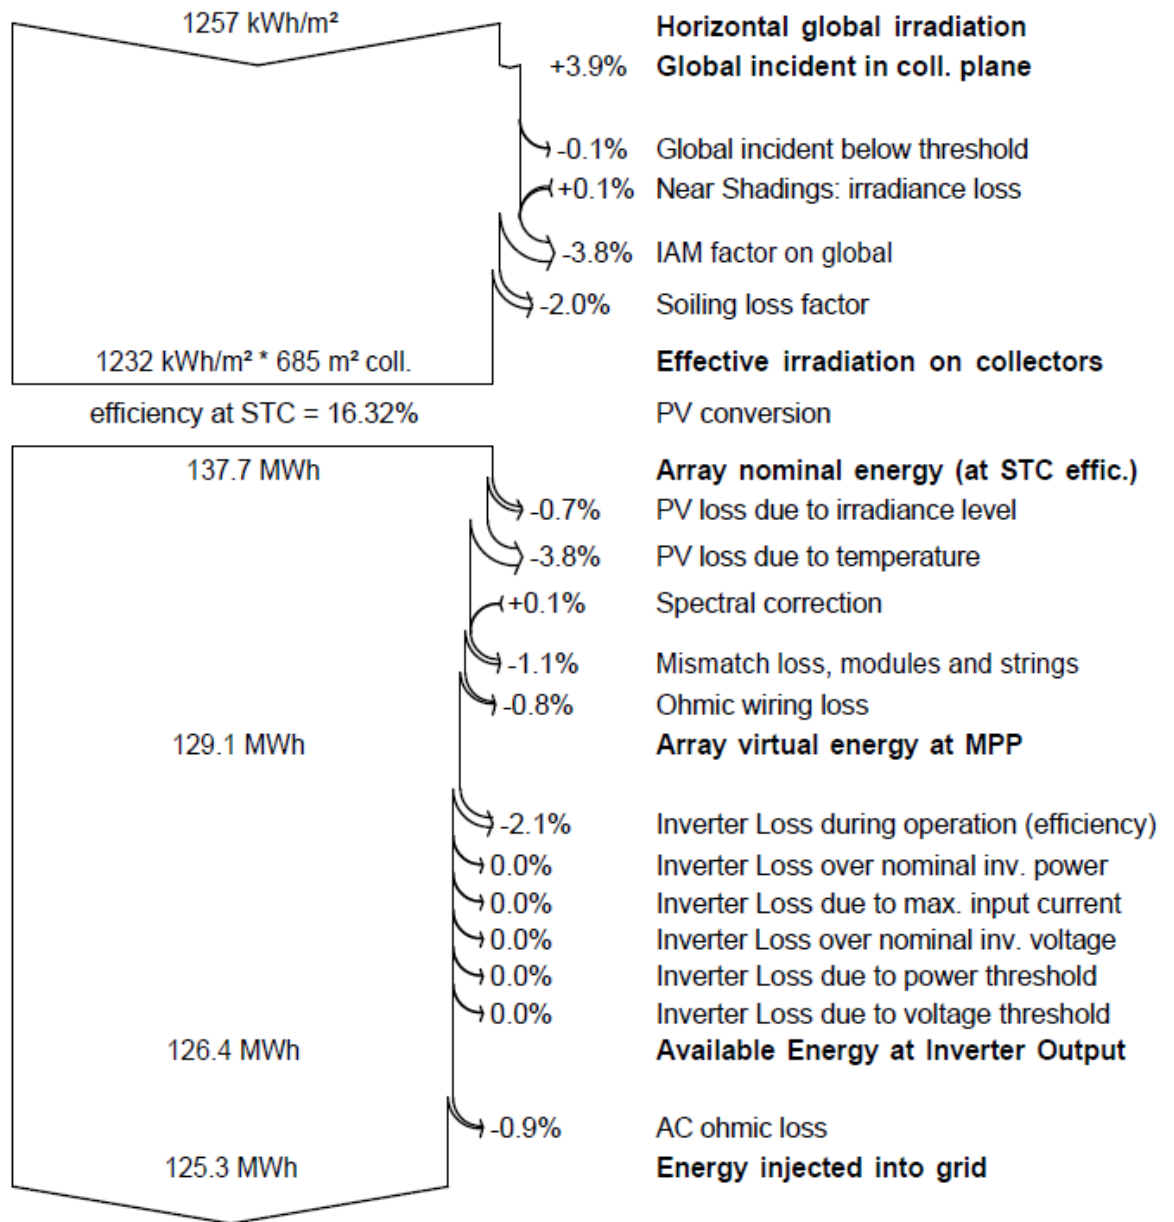 1257 kWh/m² Horizontal global irradiation
+3.9% Global incident in coll. plane
-0.1% Global incident below threshold
+0.1% Near Shadings: irradiance loss
-3.8% IAM factor on global
-2.0% Soiling loss factor
1232 kWh/m² * 685 m² coll. Effective irradiation on collectors
efficiency at STC = 16.32% PV conversion
137.7 MWh Array nominal energy (at STC effic.)
-0.7% PV loss due to irradiance level
-3.8% PV loss due to temperature
+0.1% Spectral correction
-1.1% Mismatch loss, modules and strings
-0.8% Ohmic wiring loss
129.1 MWh Array virtual energy at MPP
-2.1% Inverter Loss during operation (efficiency)
0.0% Inverter Loss over nominal inv. power
0.0% Inverter Loss due to max. input current
0.0% Inverter Loss over nominal inv. voltage
0.0% Inverter Loss due to power threshold
0.0% Inverter Loss due to voltage threshold
126.4 MWh Available Energy at Inverter Output
-0.9% AC ohmic loss
125.3 MWh Energy injected into grid